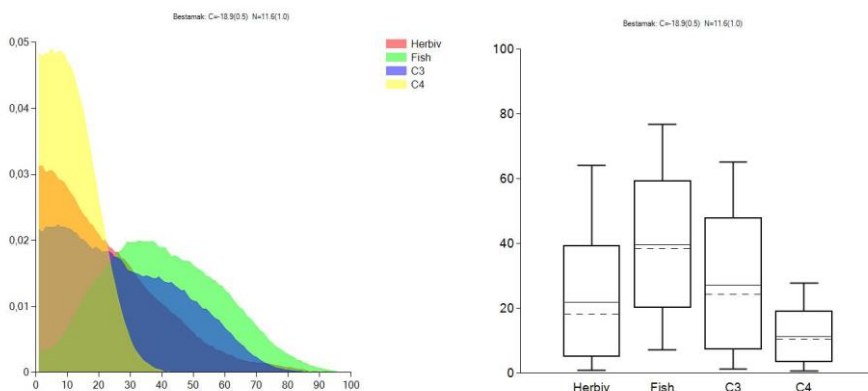 Bestamak: C=-18.9(0.5) N=11.6(1.0)
0,05
0,04
0,03
0,02
0,01
0
0 10 20 30 40 50 60 70 80 90 100
Herbiv
Fish
C3
C4
Bestamak: C=-18.9(0.5) N=11.6(1.0)
100
80
60
40
20
0
Herbiv Fish C3 C4